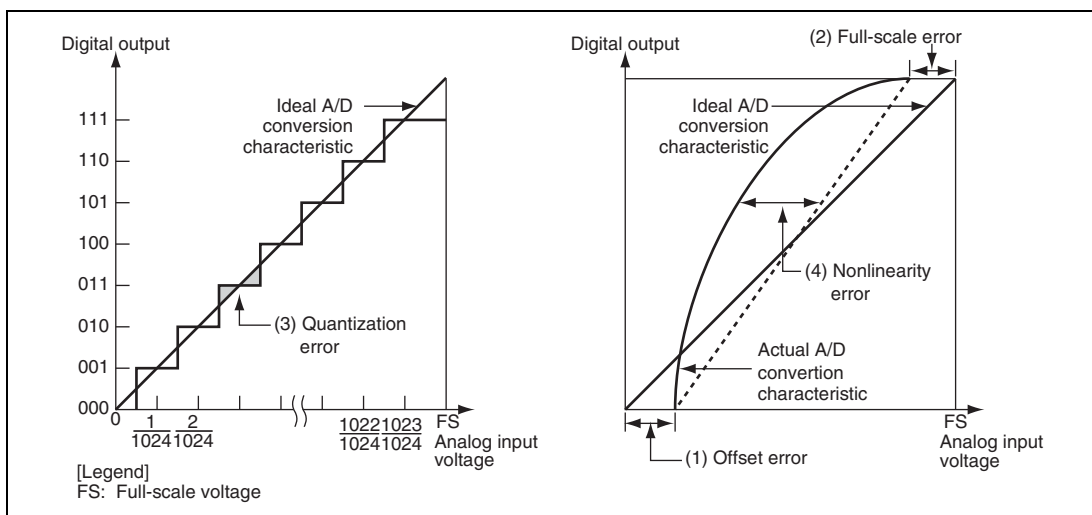 Digital output
Ideal A/D
conversion
characteristic
111
110
101
100
011
010
001
000
(3) Quantization
error
0
1
1024
2
1024
1022
1024
1023
1024
FS
Analog input
voltage
[Legend]
FS: Full-scale voltage
Digital output
(2) Full-scale error
Ideal A/D
conversion
characteristic
(4) Nonlinearity
error
Actual A/D
convertion
characteristic
FS
Analog input
voltage
(1) Offset error